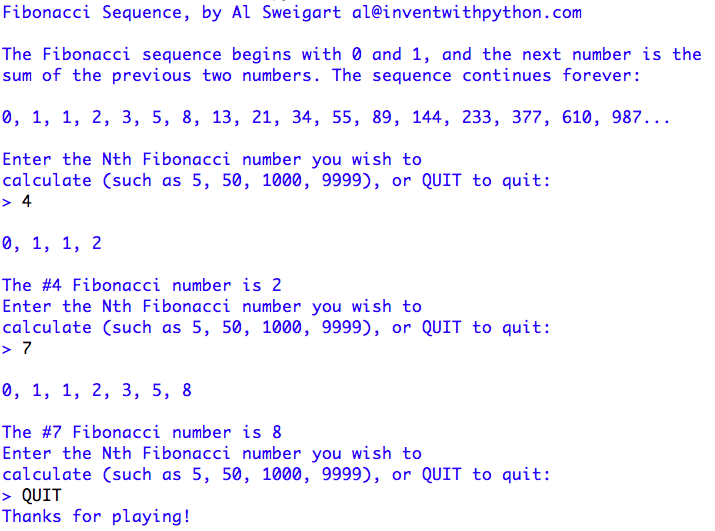 Fibonacci Sequence, by Al Sweigart al@inventwithpython.com
The Fibonacci sequence begins with 0 and 1, and the next number is the
sum of the previous two numbers. The sequence continues forever:
0, 1, 1, 2, 3, 5, 8, 13, 21, 34, 55, 89, 144, 233, 377, 610, 987...
Enter the Nth Fibonacci number you wish to
calculate (such as 5, 50, 1000, 9999), or QUIT to quit:
> 4
0, 1, 1, 2
The #4 Fibonacci number is 2
Enter the Nth Fibonacci number you wish to
calculate (such as 5, 50, 1000, 9999), or QUIT to quit:
> 7
0, 1, 1, 2, 3, 5, 8
The #7 Fibonacci number is 8
Enter the Nth Fibonacci number you wish to
calculate (such as 5, 50, 1000, 9999), or QUIT to quit:
> QUIT
Thanks for playing!